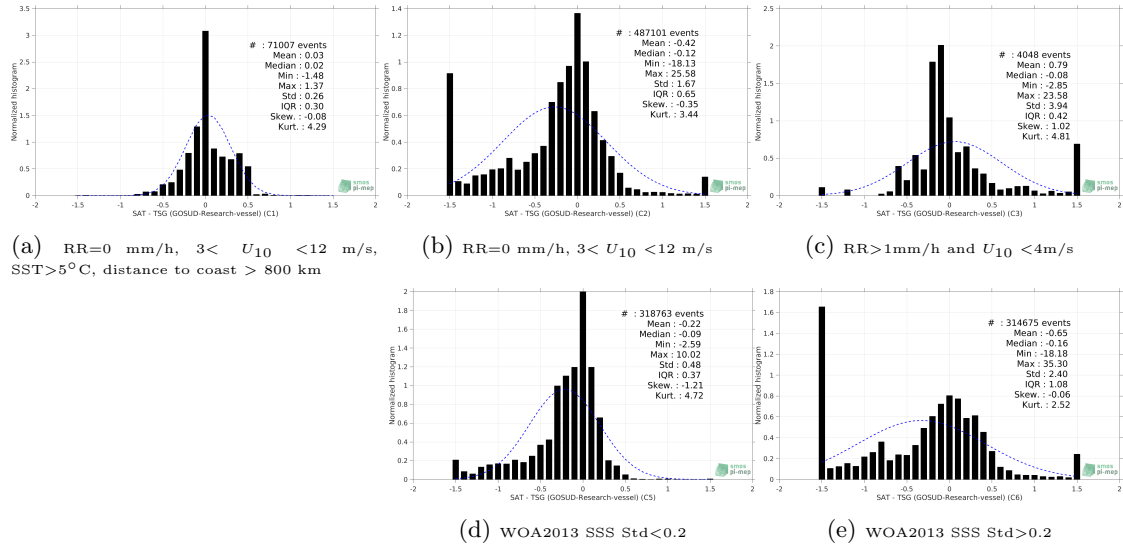 3.5
3
2.5
2
1.5
1
0.5
0
Normalized histogram
# : 71007 events
Mean : 0.03
Median : 0.02
Min : -1.48
Max : 1.37
Std : 0.26
IQR : 0.30
Skew. : -0.08
Kurt. : 4.29
smos
pi-mep
-2 -1.5 -1 -0.5 0 0.5 1 1.5 2
SAT - TSG (GOSUD-Research-vessel) (C1)
(a) RR=0 mm/h, 3< U10 <12 m/s,
SST>5°C, distance to coast > 800 km
1.4
1.2
1
0.8
0.6
0.4
0.2
0
Normalized histogram
# : 487101 events
Mean : -0.42
Median : -0.12
Min : -18.13
Max : 25.58
Std : 1.67
IQR : 0.65
Skew. : -0.35
Kurt. : 3.44
smos
pi-mep
-2 -1.5 -1 -0.5 0 0.5 1 1.5 2
SAT - TSG (GOSUD-Research-vessel) (C2)
(b) RR=0 mm/h, 3< U10 <12 m/s
2.5
2
1.5
1
0.5
0
Normalized histogram
# : 4048 events
Mean : 0.79
Median : -0.08
Min : -2.85
Max : 23.58
Std : 3.94
IQR : 0.42
Skew. : 1.02
Kurt. : 4.81
smos
pi-mep
-2 -1.5 -1 -0.5 0 0.5 1 1.5 2
SAT - TSG (GOSUD-Research-vessel) (C3)
(c) RR>1mm/h and U10 <4m/s
2
1.8
1.6
1.4
1.2
1
0.8
0.6
0.4
0.2
0
Normalized histogram
# : 318763 events
Mean : -0.22
Median : -0.09
Min : -2.59
Max : 10.02
Std : 0.48
IQR : 0.37
Skew. : -1.21
Kurt. : 4.72
smos
pi-mep
-2 -1.5 -1 -0.5 0 0.5 1 1.5 2
SAT - TSG (GOSUD-Research-vessel) (C5)
(d) WOA2013 SSS Std<0.2
1.8
1.6
1.4
1.2
1
0.8
0.6
0.4
0.2
0
Normalized histogram
# : 314675 events
Mean : -0.65
Median : -0.16
Min : -18.18
Max : 35.30
Std : 2.40
IQR : 1.08
Skew. : -0.06
Kurt. : 2.52
smos
pi-mep
-2 -1.5 -1 -0.5 0 0.5 1 1.5 2
SAT - TSG (GOSUD-Research-vessel) (C6)
(e) WOA2013 SSS Std>0.2